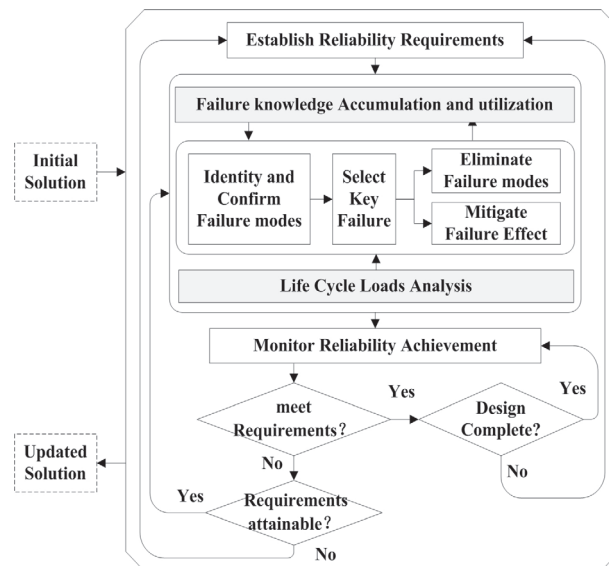 Establish Reliability Requirements
Failure knowledge Accumulation and utilization
Initial
Solution
Identity and
Confirm
Failure modes
Select
Key
Failure
Eliminate
Failure modes
Mitigate
Failure Effect
Life Cycle Loads Analysis
Monitor Reliability Achievement
meet
Requirements?
Yes
Design
Complete?
Yes
No
No
Updated
Solution
Yes
Requirements
attainable?
No